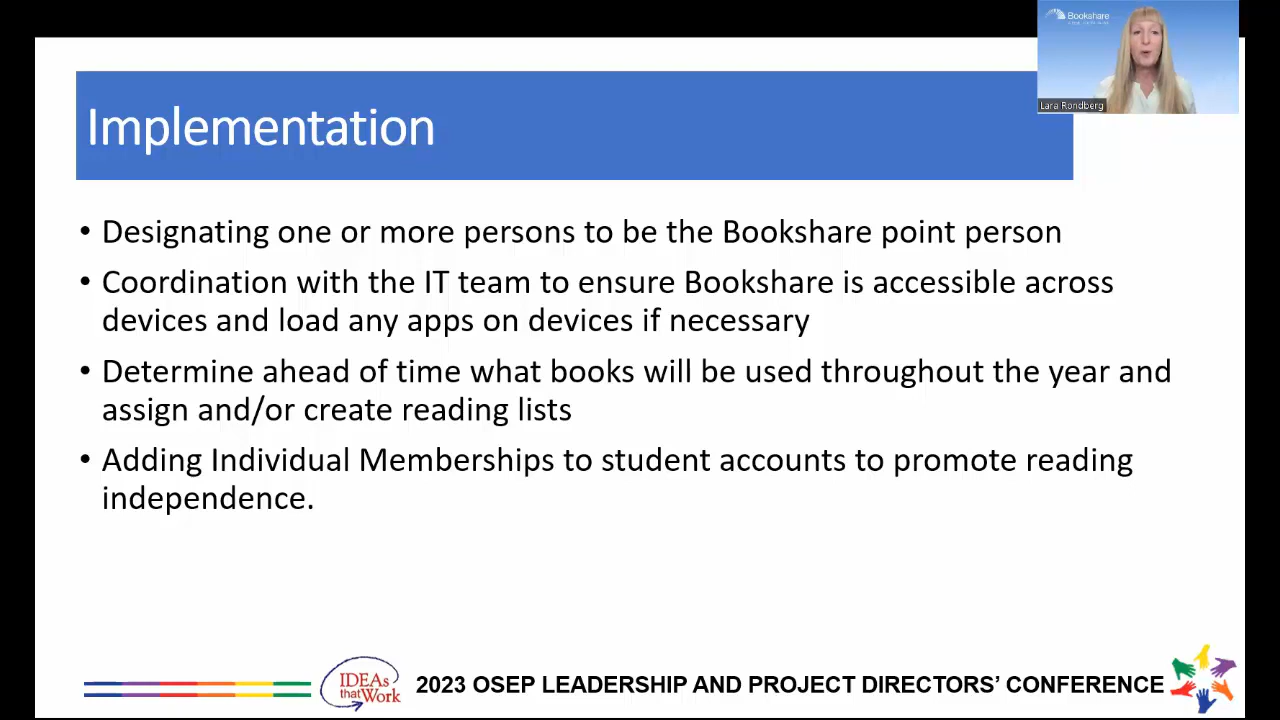 Bookshare
Lara Rondberg
Implementation
• Designating one or more persons to be the Bookshare point person
• Coordination with the IT team to ensure Bookshare is accessible across
devices and load any apps on devices if necessary
• Determine ahead of time what books will be used throughout the year and
assign and/or create reading lists
• Adding Individual Memberships to student accounts to promote reading
independence.
IDEAs
that Work
2023 OSEP LEADERSHIP AND PROJECT DIRECTORS’ CONFERENCE